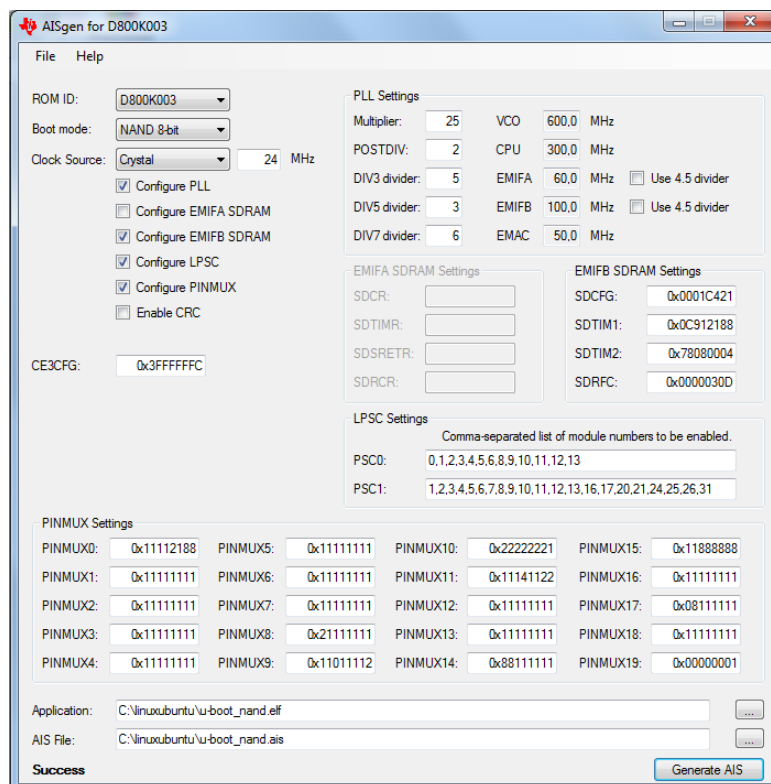 AISgen for D800K003
File Help
ROM ID: D800K003
Boot mode: NAND 8-bit
Clock Source: Crystal 24 MHz
Configure PLL
Configure EMIFA SDRAM
Configure EMIFB SDRAM
Configure LPSC
Configure PINMUX
Enable CRC
CE3CFG: 0x3FFFFFFC
PLL Settings
Multiplier: 25 VCO 600,0 MHz
POSTDIV: 2 CPU 300,0 MHz
DIV3 divider: 5 EMIFA 60,0 MHz Use 4.5 divider
DIV5 divider: 3 EMIFB 100,0 MHz Use 4.5 divider
DIV7 divider: 6 EMAC 50,0 MHz
EMIFA SDRAM Settings
SDCR:
SDTIMR:
SDSRETR:
SDRCR:
EMIFB SDRAM Settings
SDCFG: 0x0001C421
SDTIM1: 0x0C912188
SDTIM2: 0x78080004
SDRFC: 0x0000030D
LPSC Settings
Comma-separated list of module numbers to be enabled.
PSC0: 0,1,2,3,4,5,6,8,9,10,11,12,13
PSC1: 1,2,3,4,5,6,7,8,9,10,11,12,13,16,17,20,21,24,25,26,31
PINMUX Settings
PINMUX0: 0x11112188 PINMUX5: 0x11111111 PINMUX10: 0x22222221 PINMUX15: 0x11888888
PINMUX1: 0x11111111 PINMUX6: 0x11111111 PINMUX11: 0x11141122 PINMUX16: 0x11111111
PINMUX2: 0x11111111 PINMUX7: 0x11111111 PINMUX12: 0x11111111 PINMUX17: 0x08111111
PINMUX3: 0x11111111 PINMUX8: 0x21111111 PINMUX13: 0x11111111 PINMUX18: 0x11111111
PINMUX4: 0x11111111 PINMUX9: 0x11011112 PINMUX14: 0x88111111 PINMUX19: 0x00000001
Application: C:\linuxubuntu\u-boot_nand.elf ...
AIS File: C:\linuxubuntu\u-boot_nand.ais ...
Success Generate AIS